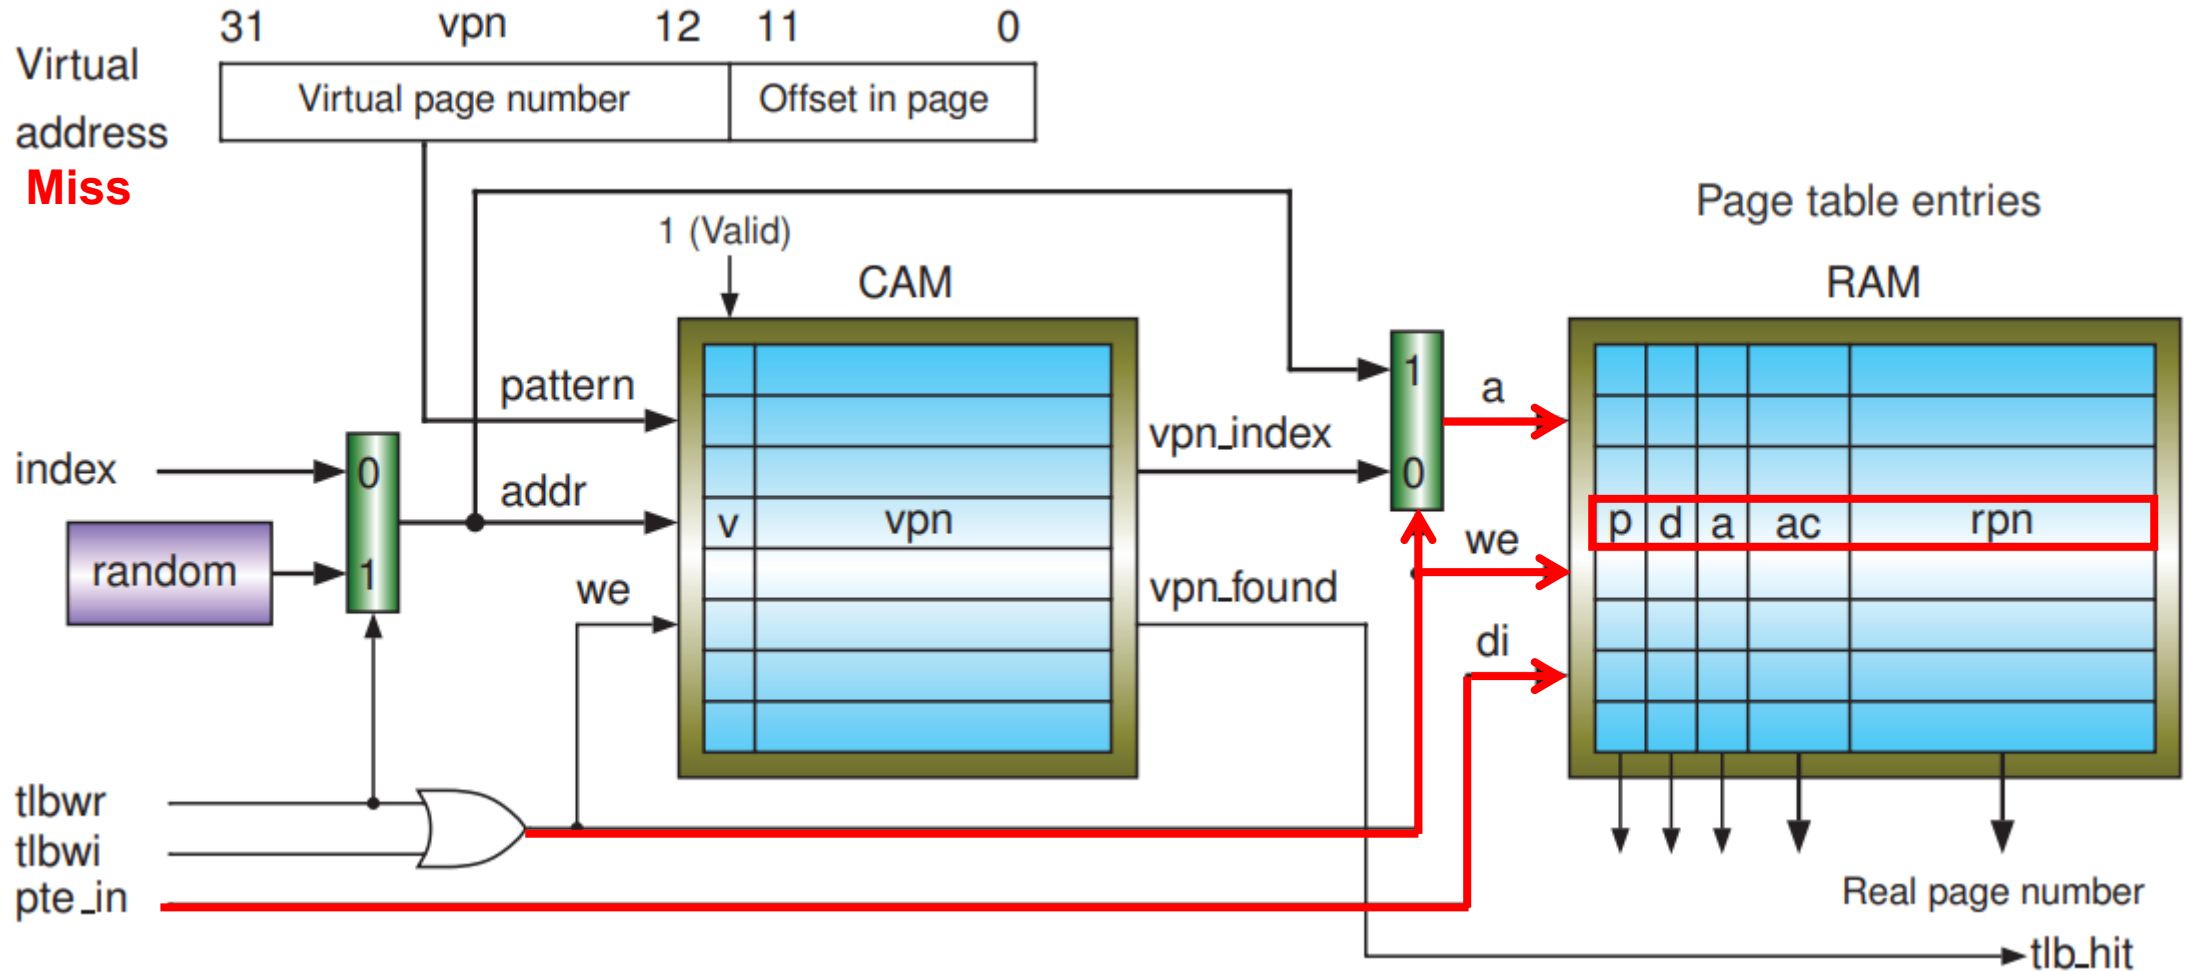 31 vpn 12 11 0
Virtual
address
Virtual page number
Offset in page
Miss
1 (Valid)
Page table entries
CAM
RAM
pattern
index
0
random
1
addr
we
v
vpn
vpn_index
vpn_found
1
0
a
we
di
p d a ac rpn
tlbwr
tlbwi
pte_in
Real page number
tlb_hit